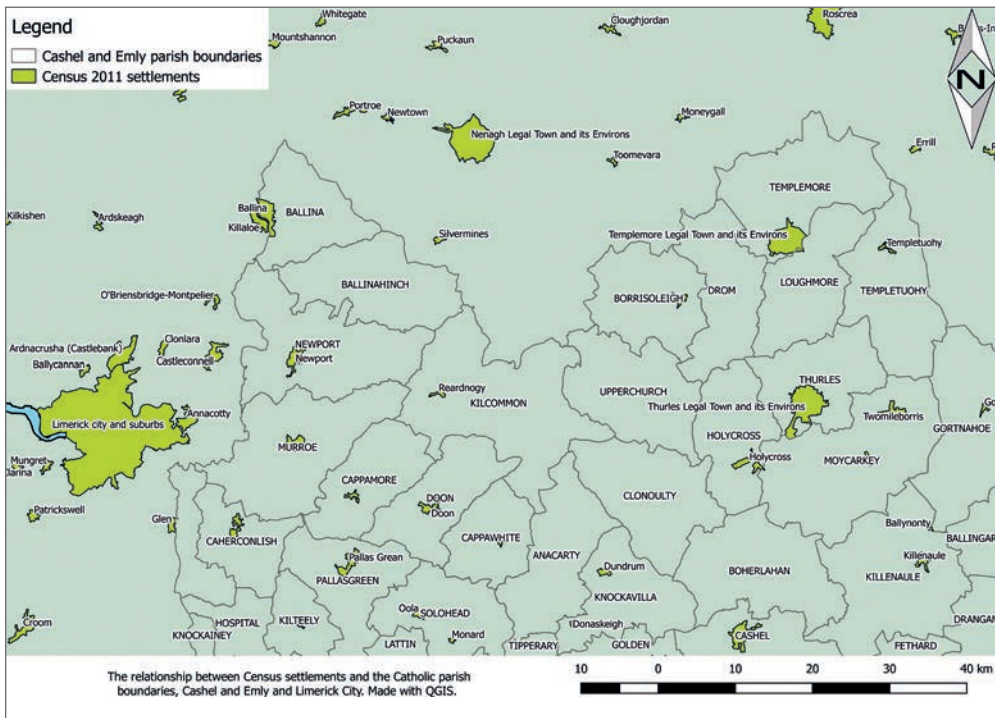 Legend
Cashel and Emly parish boundaries
Census 2011 settlements
Whitegate
Mountshannon
Puckaun
Cloughjordan
Roscrea
N
Portroe
Newtown
Nenagh Legal Town and its Environs
Moneygall
Toomevara
Errill
TEMPLEMORE
Kilkishen
Ardskeagh
Ballina
BALLINA
Killaloe
Silvermines
Templemore Legal Town and its Environs
Templetuohy
BALLINAHINCH
LOUGHMORE
DROM
TEMPLETUOHY
O'Briensbridge-Montpelier
BORRISOLEIGH
Ardnacrusha (Castlebank)
Clonlara
Ballycannan
Castleconnell
NEWPORT
Newport
THURLES
Reardnogy
KILCOMMON
UPPERCHURCH
Thurles Legal Town and its Environs
Twomileborris
GORTNAHOE
Annacotty
Limerick city and suburbs
MURROE
HOLYCROSS
Holycross
MOYCARKEY
Mungret
CAPPAMORE
CLONOULTY
DOON
Doon
Patrickswell
Glen
Ballynonty
CAHERCONLISH
CAPPAWHITE
ANACARTY
BALLINGAR
Pallas Grean
PALLASGREEN
Dundrum
BOHERLAHAN
Killenaule
KILLENAULE
KNOCKAVILLA
Oola
SOLOHEAD
HOSPITAL
KILTEELY
Donaskeigh
DRANGAN
Croom
KNOCKAINEY
LATTIN
Monard
TIPPERARY
GOLDEN
CASHEL
FETHARD
The relationship between Census settlements and the Catholic parish
boundaries, Cashel and Emly and Limerick City. Made with QGIS.
10 0 10 20 30 40 km